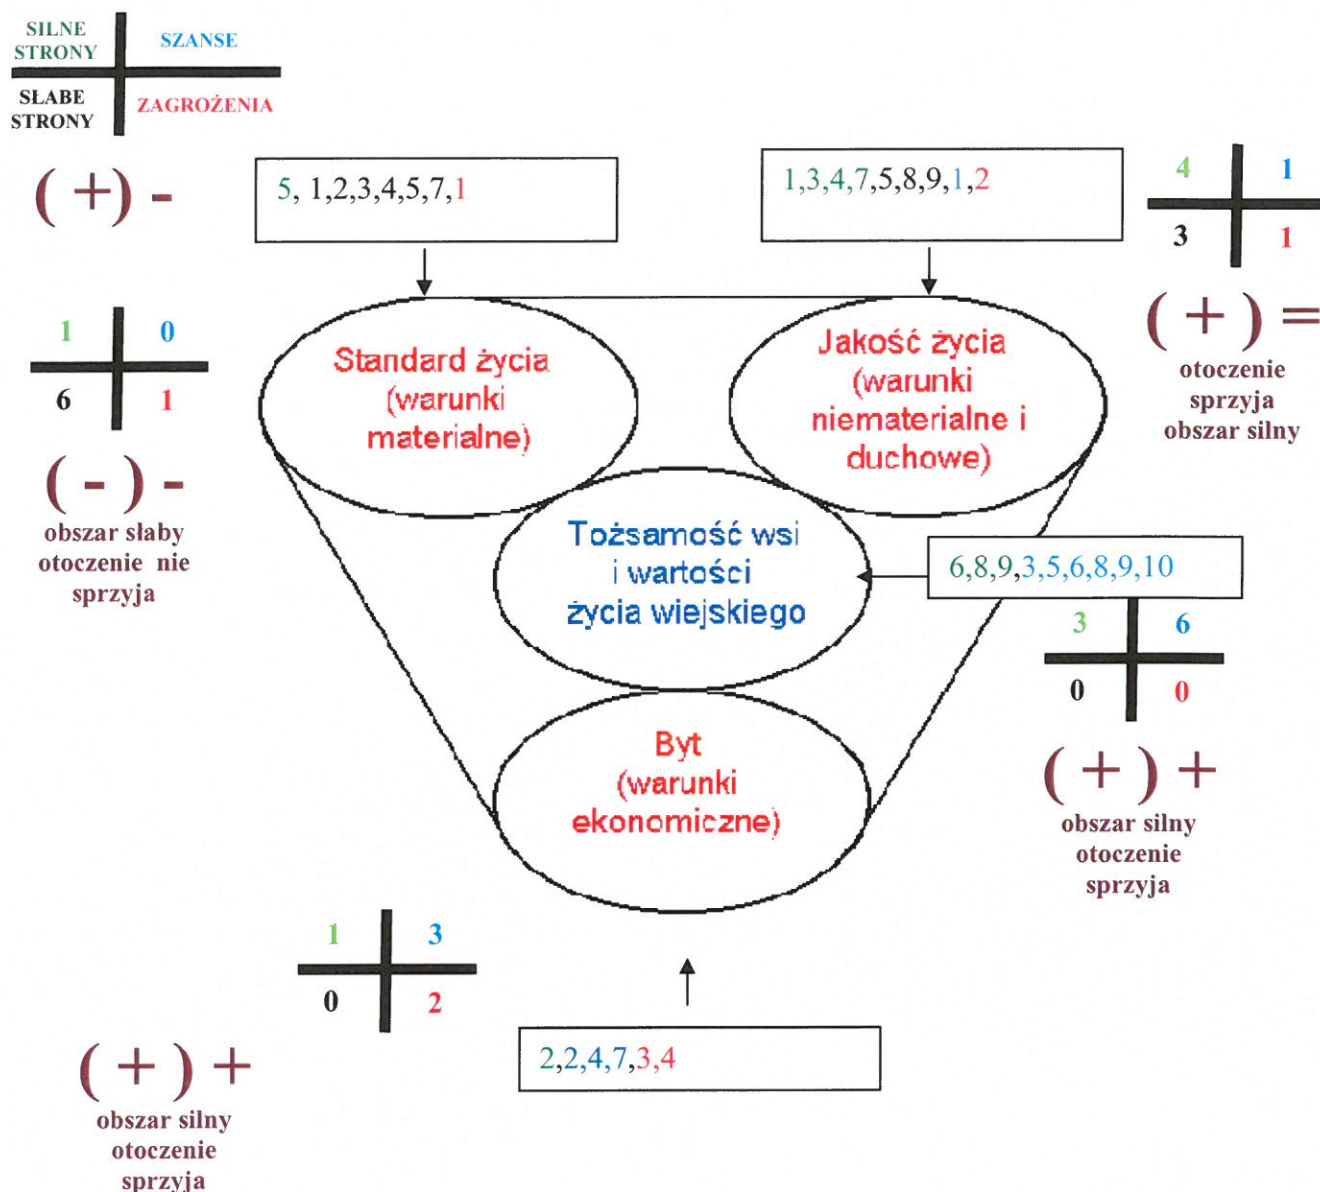 SILNE
STRONY
SZANSE
SŁABE
STRONY
ZAGROŻENIA
( +) -
5, 1,2,3,4,5,7,1
1,3,4,7,5,8,9,1,2
4
1
3
1
( + ) =
otoczenie
sprzyja
obszar silny
1
0
6
1
( - ) -
obszar słaby
otoczenie nie
sprzyja
Standard życia
(warunki
materialne)
Jakość życia
(warunki
niematerialne i
duchowe)
Tożsamość wsi
i wartości
życia wiejskiego
6,8,9,3,5,6,8,9,10
3
6
0
0
( + ) +
obszar silny
otoczenie
sprzyja
Byt
(warunki
ekonomiczne)
1
3
0
2
2,2,4,7,3,4
( + ) +
obszar silny
otoczenie
sprzyja